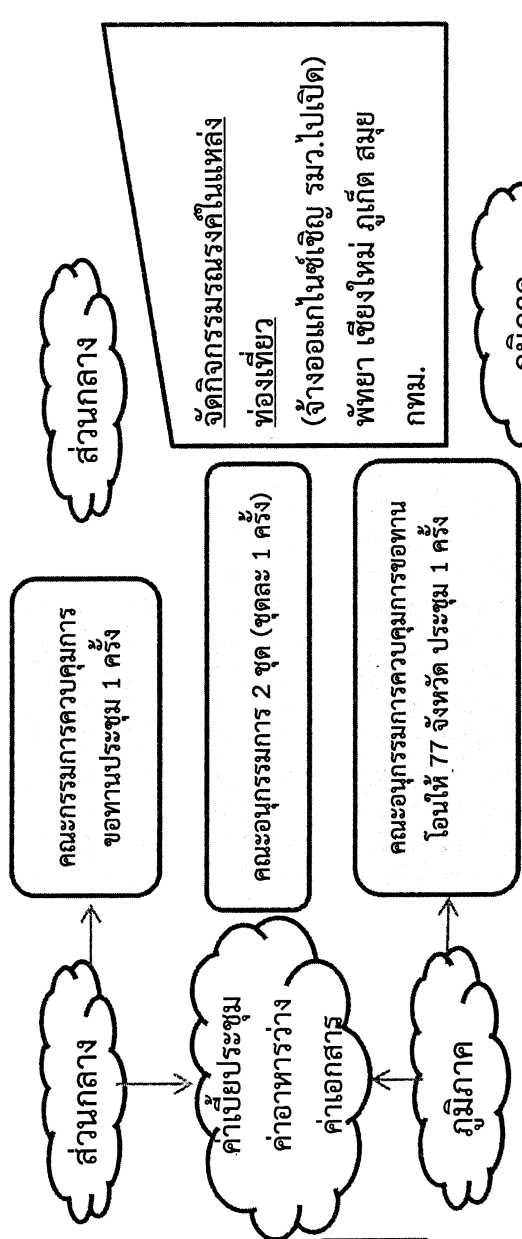 ส่วนกลาง
คณะกรรมการควบคุมการ
ขอทานประชุม 1 ครั้ง
ส่วนกลาง
ค่าเบี้ยประชุม
ค่าอาหารว่าง
ค่าเอกสาร
คณะอนุกรรมการ 2 ชุด (ชุดละ 1 ครั้ง)
จัดกิจกรรมรณรงค์ในแหล่ง
ท่องเที่ยว
(จ้างออแกไนซ์เชิญ รมว.ไปเปิด)
พัทยา เชียงใหม่ ภูเก็ต สมุย
กทม.
ภูมิภาค
คณะอนุกรรมการควบคุมการขอทาน
โอนให้ 77 จังหวัด ประชุม 1 ครั้ง